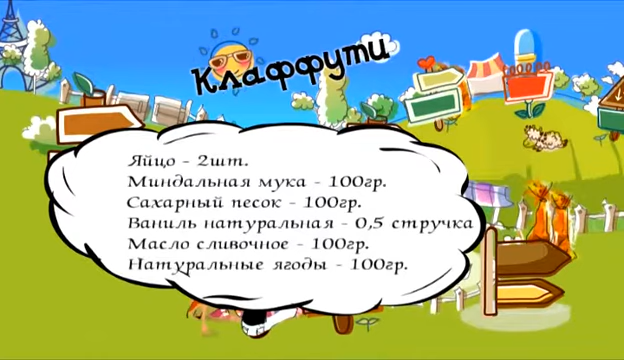 Клаффути
Яйцо - 2шт.
Миндальная мука - 100гр.
Сахарный песок - 100гр.
Ваниль натуральная - 0,5 стручка
Масло сливочное - 100гр.
Натуральные ягоды - 100гр.